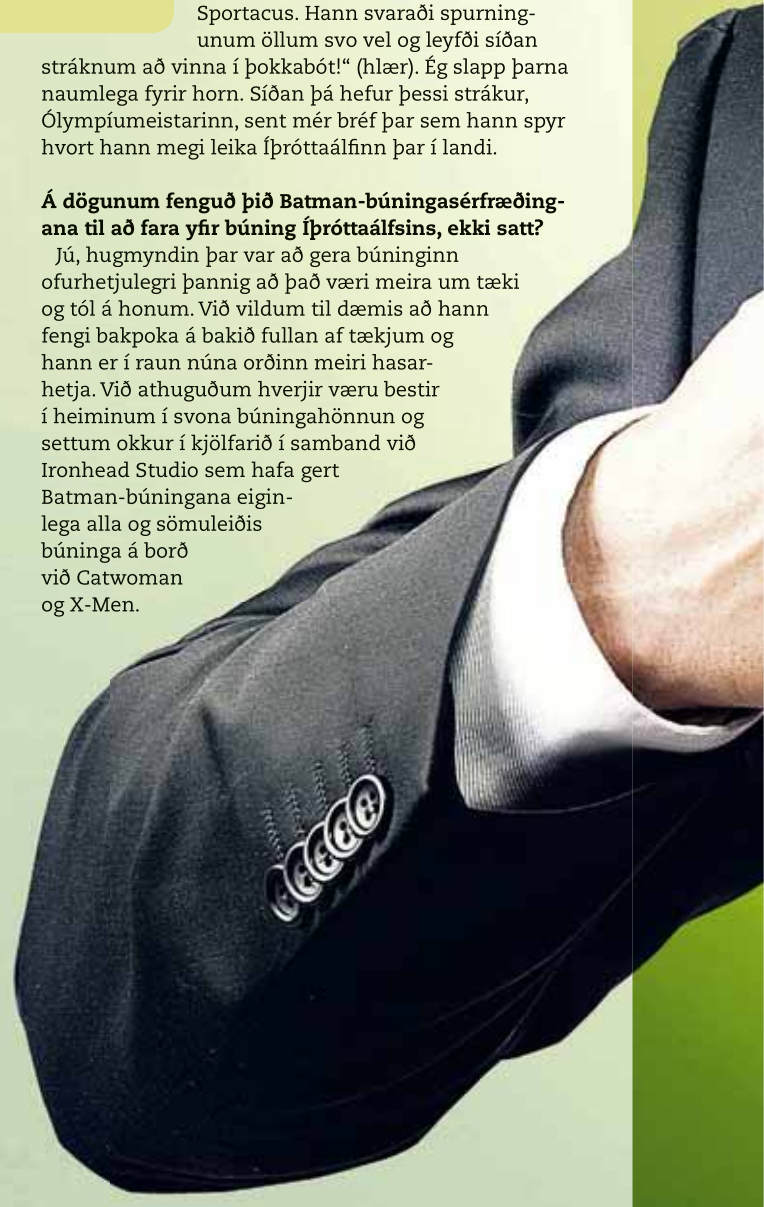 Sportacus. Hann svaraði spurning-
unum öllum svo vel og leyfði síðan
stráknum að vinna í þokkabót!“ (hlær). Ég slapp þarna
naumlega fyrir horn. Síðan þá hefur þessi strákur,
Ólympíumeistarinn, sent mér bréf þar sem hann spyr
hvort hann megi leika Íþróttaálfinn þar í landi.
Á dögunum fenguð þið Batman-búningasérfræðing-
ana til að fara yfir búning Íþróttaálfsins, ekki satt?
Jú, hugmyndin þar var að gera búninginn
ofurhetjulegri þannig að það væri meira um tæki
og tól á honum. Við vildum til dæmis að hann
fengi bakpoka á bakið fullan af tækjum og
hann er í raun núna orðinn meiri hasar-
hetja. Við athuguðum hverjir væru bestir
í heiminum í svona búningahönnun og
settum okkur í kjölfarið í samband við
Ironhead Studio sem hafa gert
Batman-búningana eigin-
lega alla og sömuleiðis
búninga á borð
við Catwoman
og X-Men.